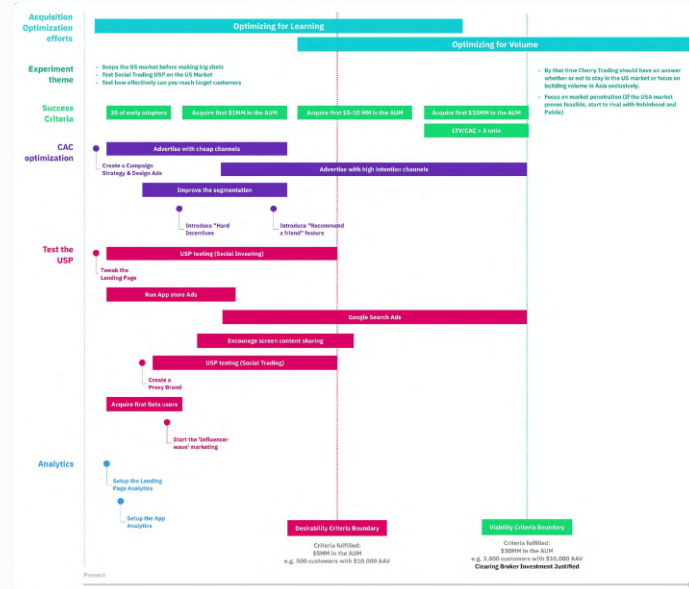 Acquisition
Optimization
efforts
Optimizing for Learning
Optimizing for Volume
Experiment
theme
• Scope the US market before making big shots
• Test Social Trading USP on the US Market
• Test how effectively can you reach target customers
• By that time Cherry Trading should have an answer
whether or not to stay in the US market or focus on
building volume in Asia exclusively.
• Focus on market penetration (if the USA market
proves feasible, start to rival with Robinhood and
Public)
Success
Criteria
30 of early adopters
Acquire first $1MM in the AUM
Acquire first $5-10 MM in the AUM
Acquire first $30MM in the AUM
LTV/CAC = 3 ratio
CAC
optimization
Advertise with cheap channels
Create a Campaign
Strategy & Design Ads
Advertise with high intention channels
Improve the segmentation
Introduce "Hard
Incentives
Introduce "Recommend
a friend" feature
Test the
USP
USP testing (Social Investing)
Tweak the
Landing Page
Run App store Ads
Google Search Ads
Encourage screen content sharing
USP testing (Social Trading)
Create a
Proxy Brand
Acquire first Beta users
Start the 'Influencer
wave' marketing
Analytics
Setup the Landing
Page Analytics
Setup the App
Analytics
Desirability Criteria Boundary
Viability Criteria Boundary
Criteria fulfilled:
$5MM in the AUM
e.g. 500 customers with $10.000 AAV
Criteria fulfilled:
$30MM in the AUM
e.g. 3,000 customers with $10,000 AAV
Clearing Broker Investment Justified
Present